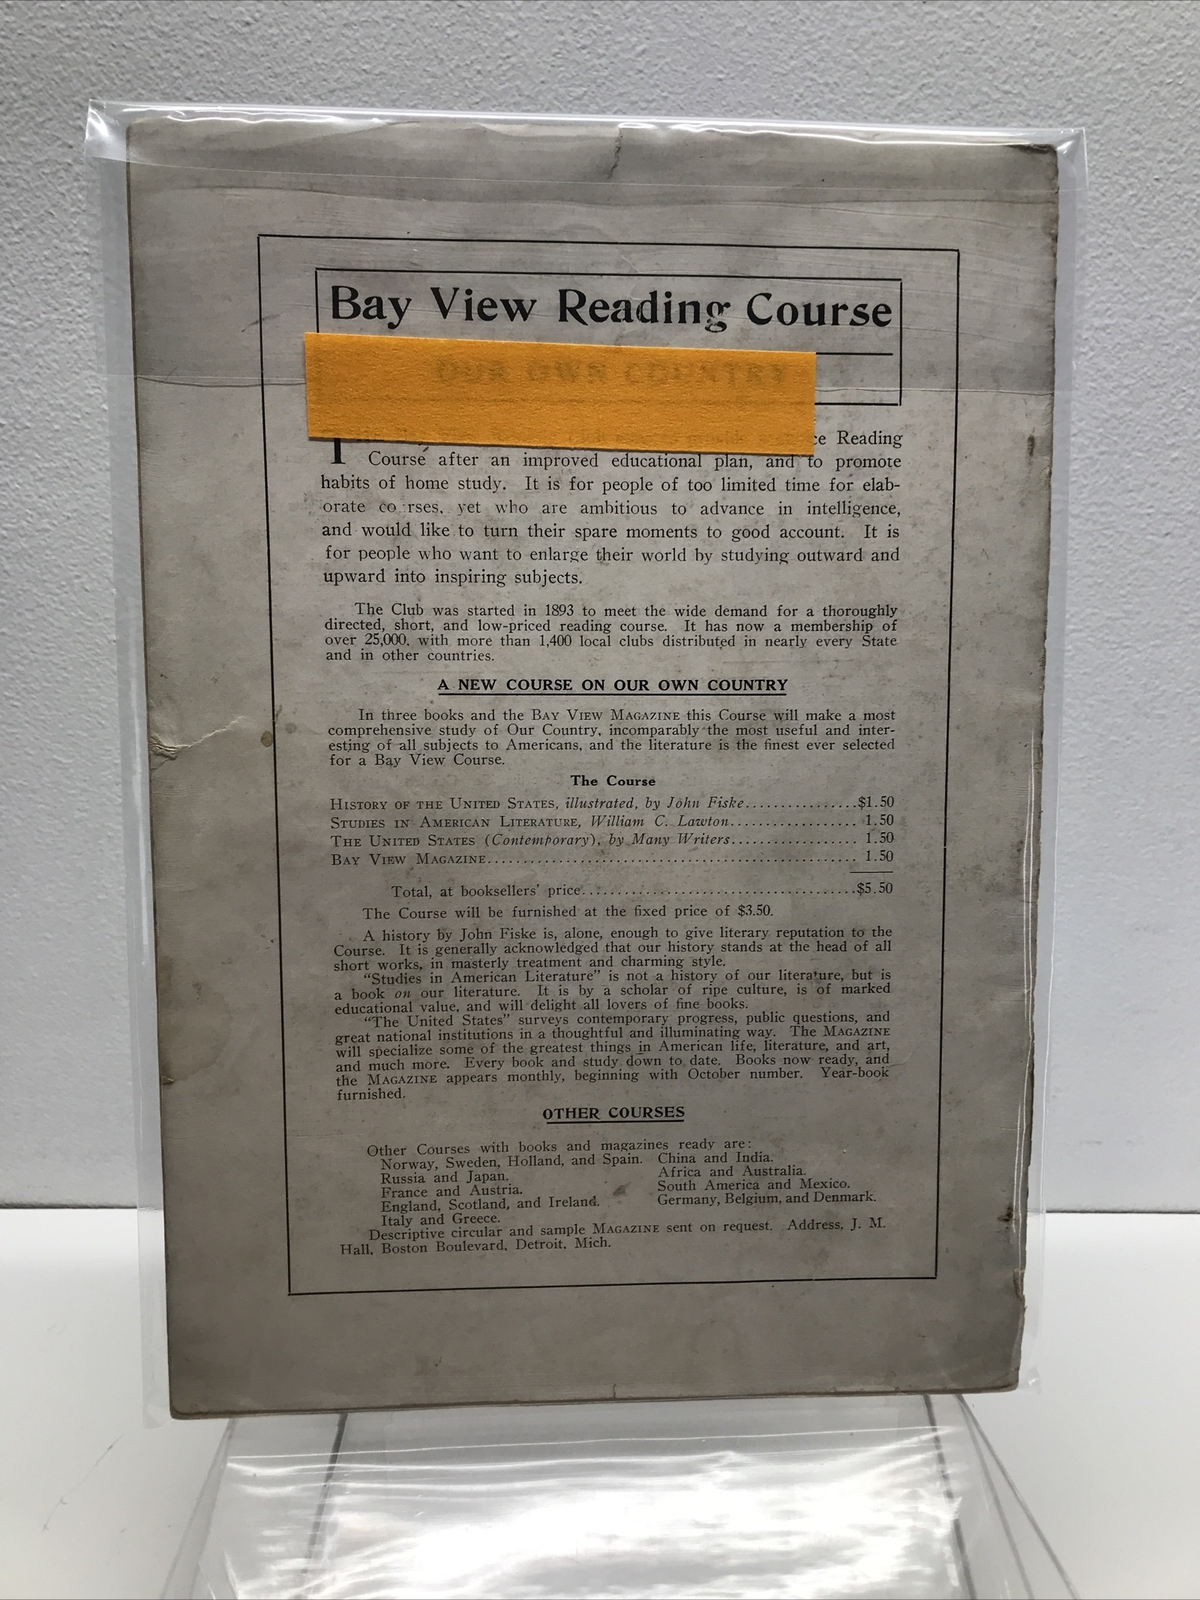 Bay View Reading Course
OUR OWN COUNTRY
Reading
Course after an improved educational plan, and to promote
habits of home study. It is for people of too limited time for elab-
orate co rses, yet who are ambitious to advance in intelligence,
and would like to turn their spare moments to good account. It is
for people who want to enlarge their world by studying outward and
upward into inspiring subjects.
The Club was started in 1893 to meet the wide demand for a thoroughly
directed, short, and low-priced reading course. It has now a membership of
over 25,000, with more than 1,400 local clubs distributed in nearly every State
and in other countries.
A NEW COURSE ON OUR OWN COUNTRY
In three books and the BAY VIEW MAGAZINE this Course will make a most
comprehensive study of Our Country, incomparably the most useful and inter-
esting of all subjects to Americans, and the literature is the finest ever selected
for a Bay View Course.
The Course
HISTORY OF THE UNITED STATES, illustrated, by John Fiske................$1.50
STUDIES IN AMERICAN LITERATURE, William C. Lawton.................. 1.50
THE UNITED STATES (Contemporary), by Many Writers.................. 1.50
BAY VIEW MAGAZINE.................................................... 1.50
Total, at booksellers' price.......................................$5.50
The Course will be furnished at the fixed price of $3.50.
A history by John Fiske is, alone, enough to give literary reputation to the
Course. It is generally acknowledged that our history stands at the head of all
short works, in masterly treatment and charming style.
"Studies in American Literature" is not a history of our literature, but is
a book on our literature. It is by a scholar of ripe culture, is of marked
educational value, and will delight all lovers of fine books.
"The United States" surveys contemporary progress, public questions, and
great national institutions in a thoughtful and illuminating way. The MAGAZINE
will specialize some of the greatest things in American life, literature, and art,
and much more. Every book and study down to date. Books now ready, and
the MAGAZINE appears monthly, beginning with October number. Year-book
furnished.
OTHER COURSES
Other Courses with books and magazines ready are:
Norway, Sweden, Holland, and Spain. China and India.
Russia and Japan. Africa and Australia.
France and Austria. South America and Mexico.
England, Scotland, and Ireland. Germany, Belgium, and Denmark.
Italy and Greece.
Descriptive circular and sample MAGAZINE sent on request. Address, J. M.
Hall, Boston Boulevard, Detroit, Mich.